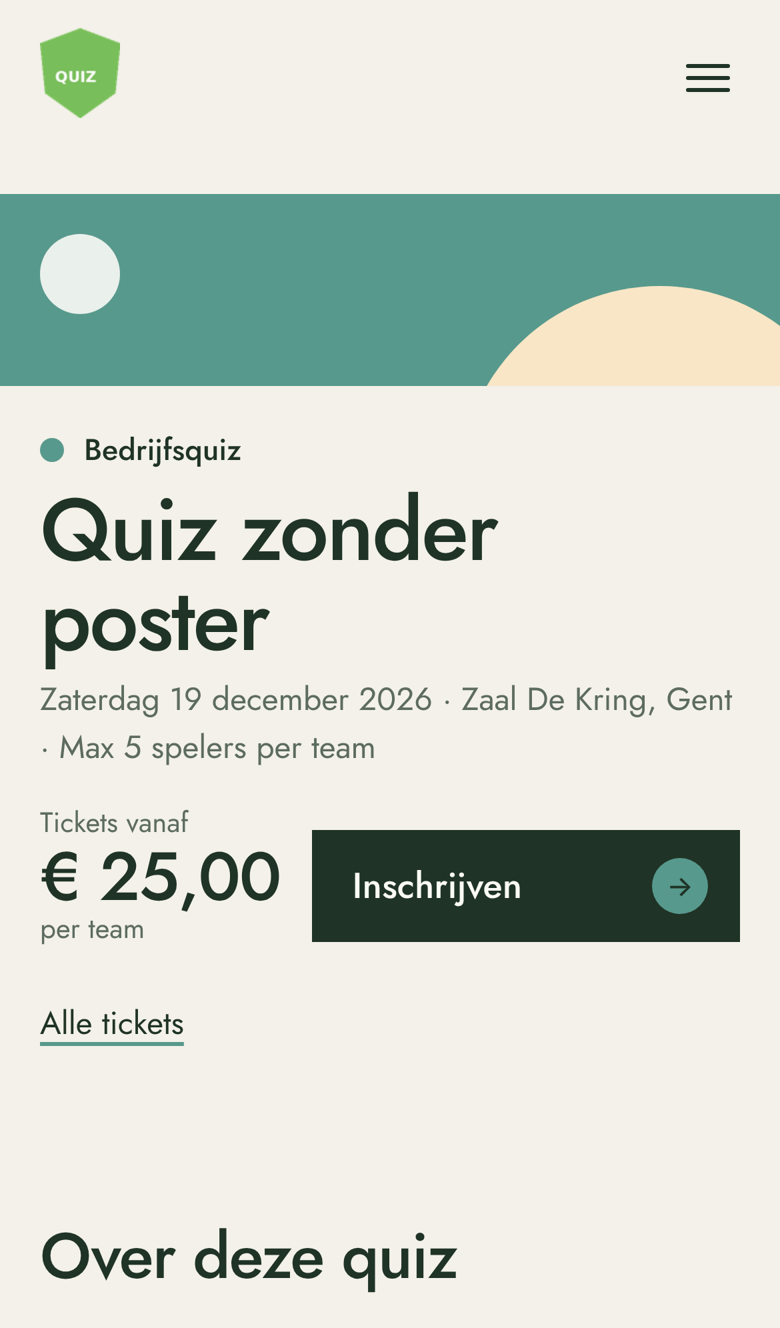 QUIZ
Bedrijfsquiz
Quiz zonder
poster
Zaterdag 19 december 2026 · Zaal De Kring, Gent
· Max 5 spelers per team
Tickets vanaf
€ 25,00
per team
Inschrijven
Alle tickets
Over deze quiz